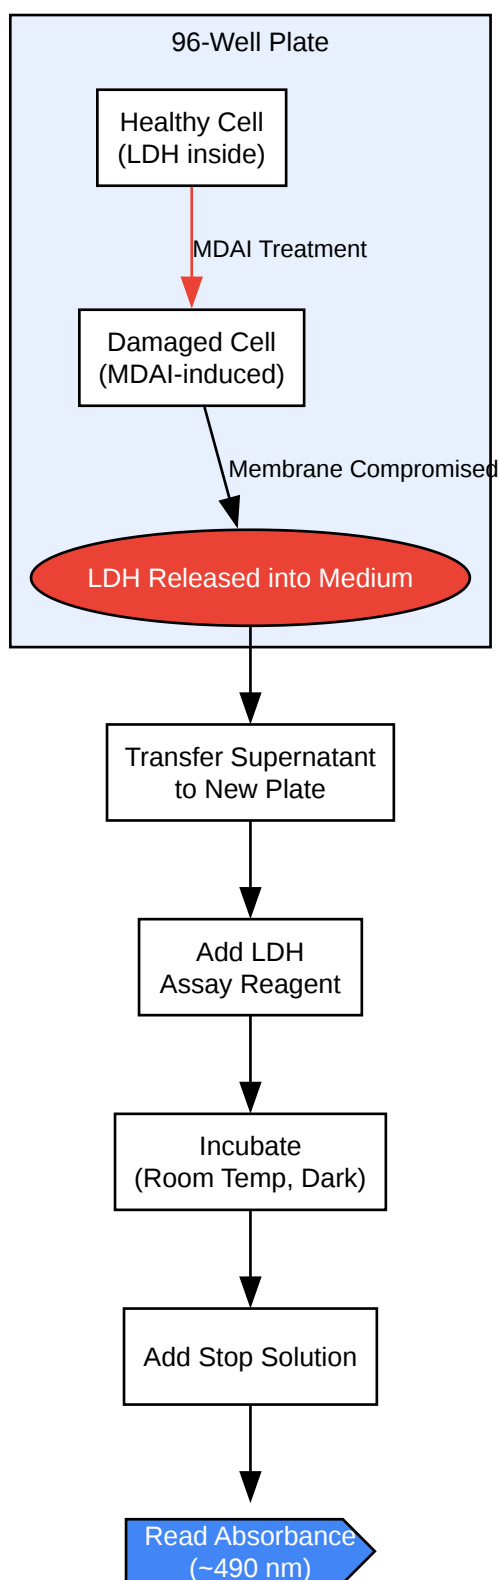 96-Well Plate
Healthy Cell
(LDH inside)
MDAI Treatment
Damaged Cell
(MDAI-induced)
Membrane Compromised
LDH Released into Medium
Transfer Supernatant
to New Plate
Add LDH
Assay Reagent
Incubate
(Room Temp, Dark)
Add Stop Solution
Read Absorbance
(~490 nm)